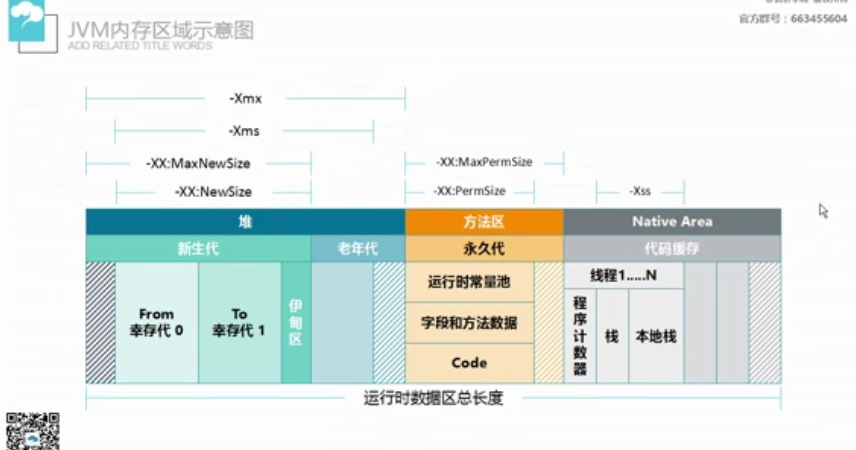 官方群号：663455604
JVM内存区域示意图
ADD RELATED TITLE WORDS
-Xmx
-Xms
-XX:MaxNewSize
-XX:MaxPermSize
-XX:NewSize
-XX:PermSize
-Xss
堆
方法区
Native Area
新生代
老年代
永久代
代码缓存
From
幸存代 0
To
幸存代 1
伊甸区
运行时常量池
字段和方法数据
Code
线程1.....N
程序计数器
栈
本地栈
运行时数据区总长度